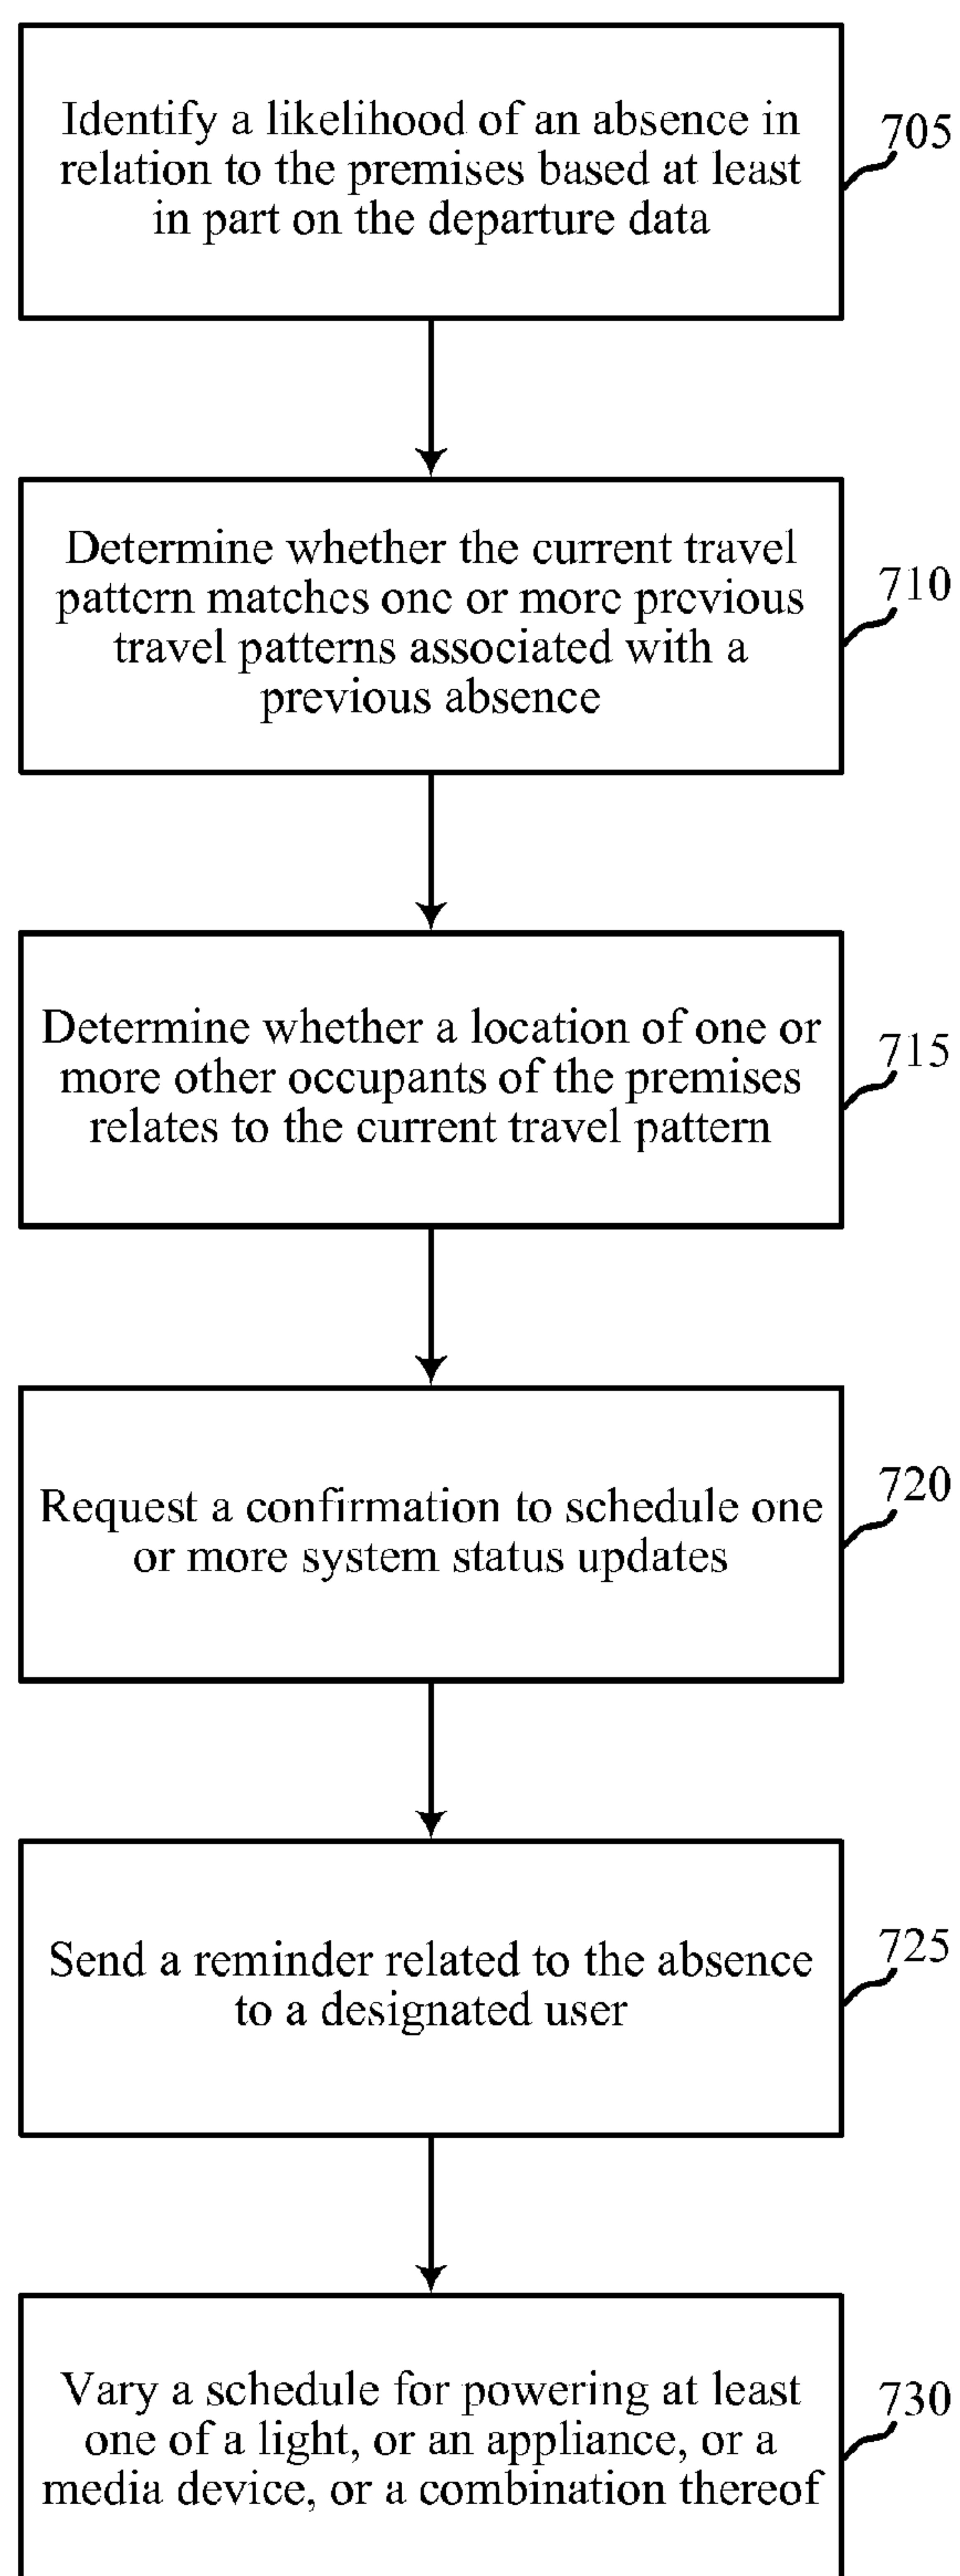 Identify a likelihood of an absence in
relation to the premises based at least
in part on the departure data
705
Determine whether the current travel
pattern matches one or more previous
travel patterns associated with a
previous absence
710
Determine whether a location of one or
more other occupants of the premises
relates to the current travel pattern
715
Request a confirmation to schedule one
or more system status updates
720
Send a reminder related to the absence
to a designated user
725
Vary a schedule for powering at least
one of a light, or an appliance, or a
media device, or a combination thereof
730